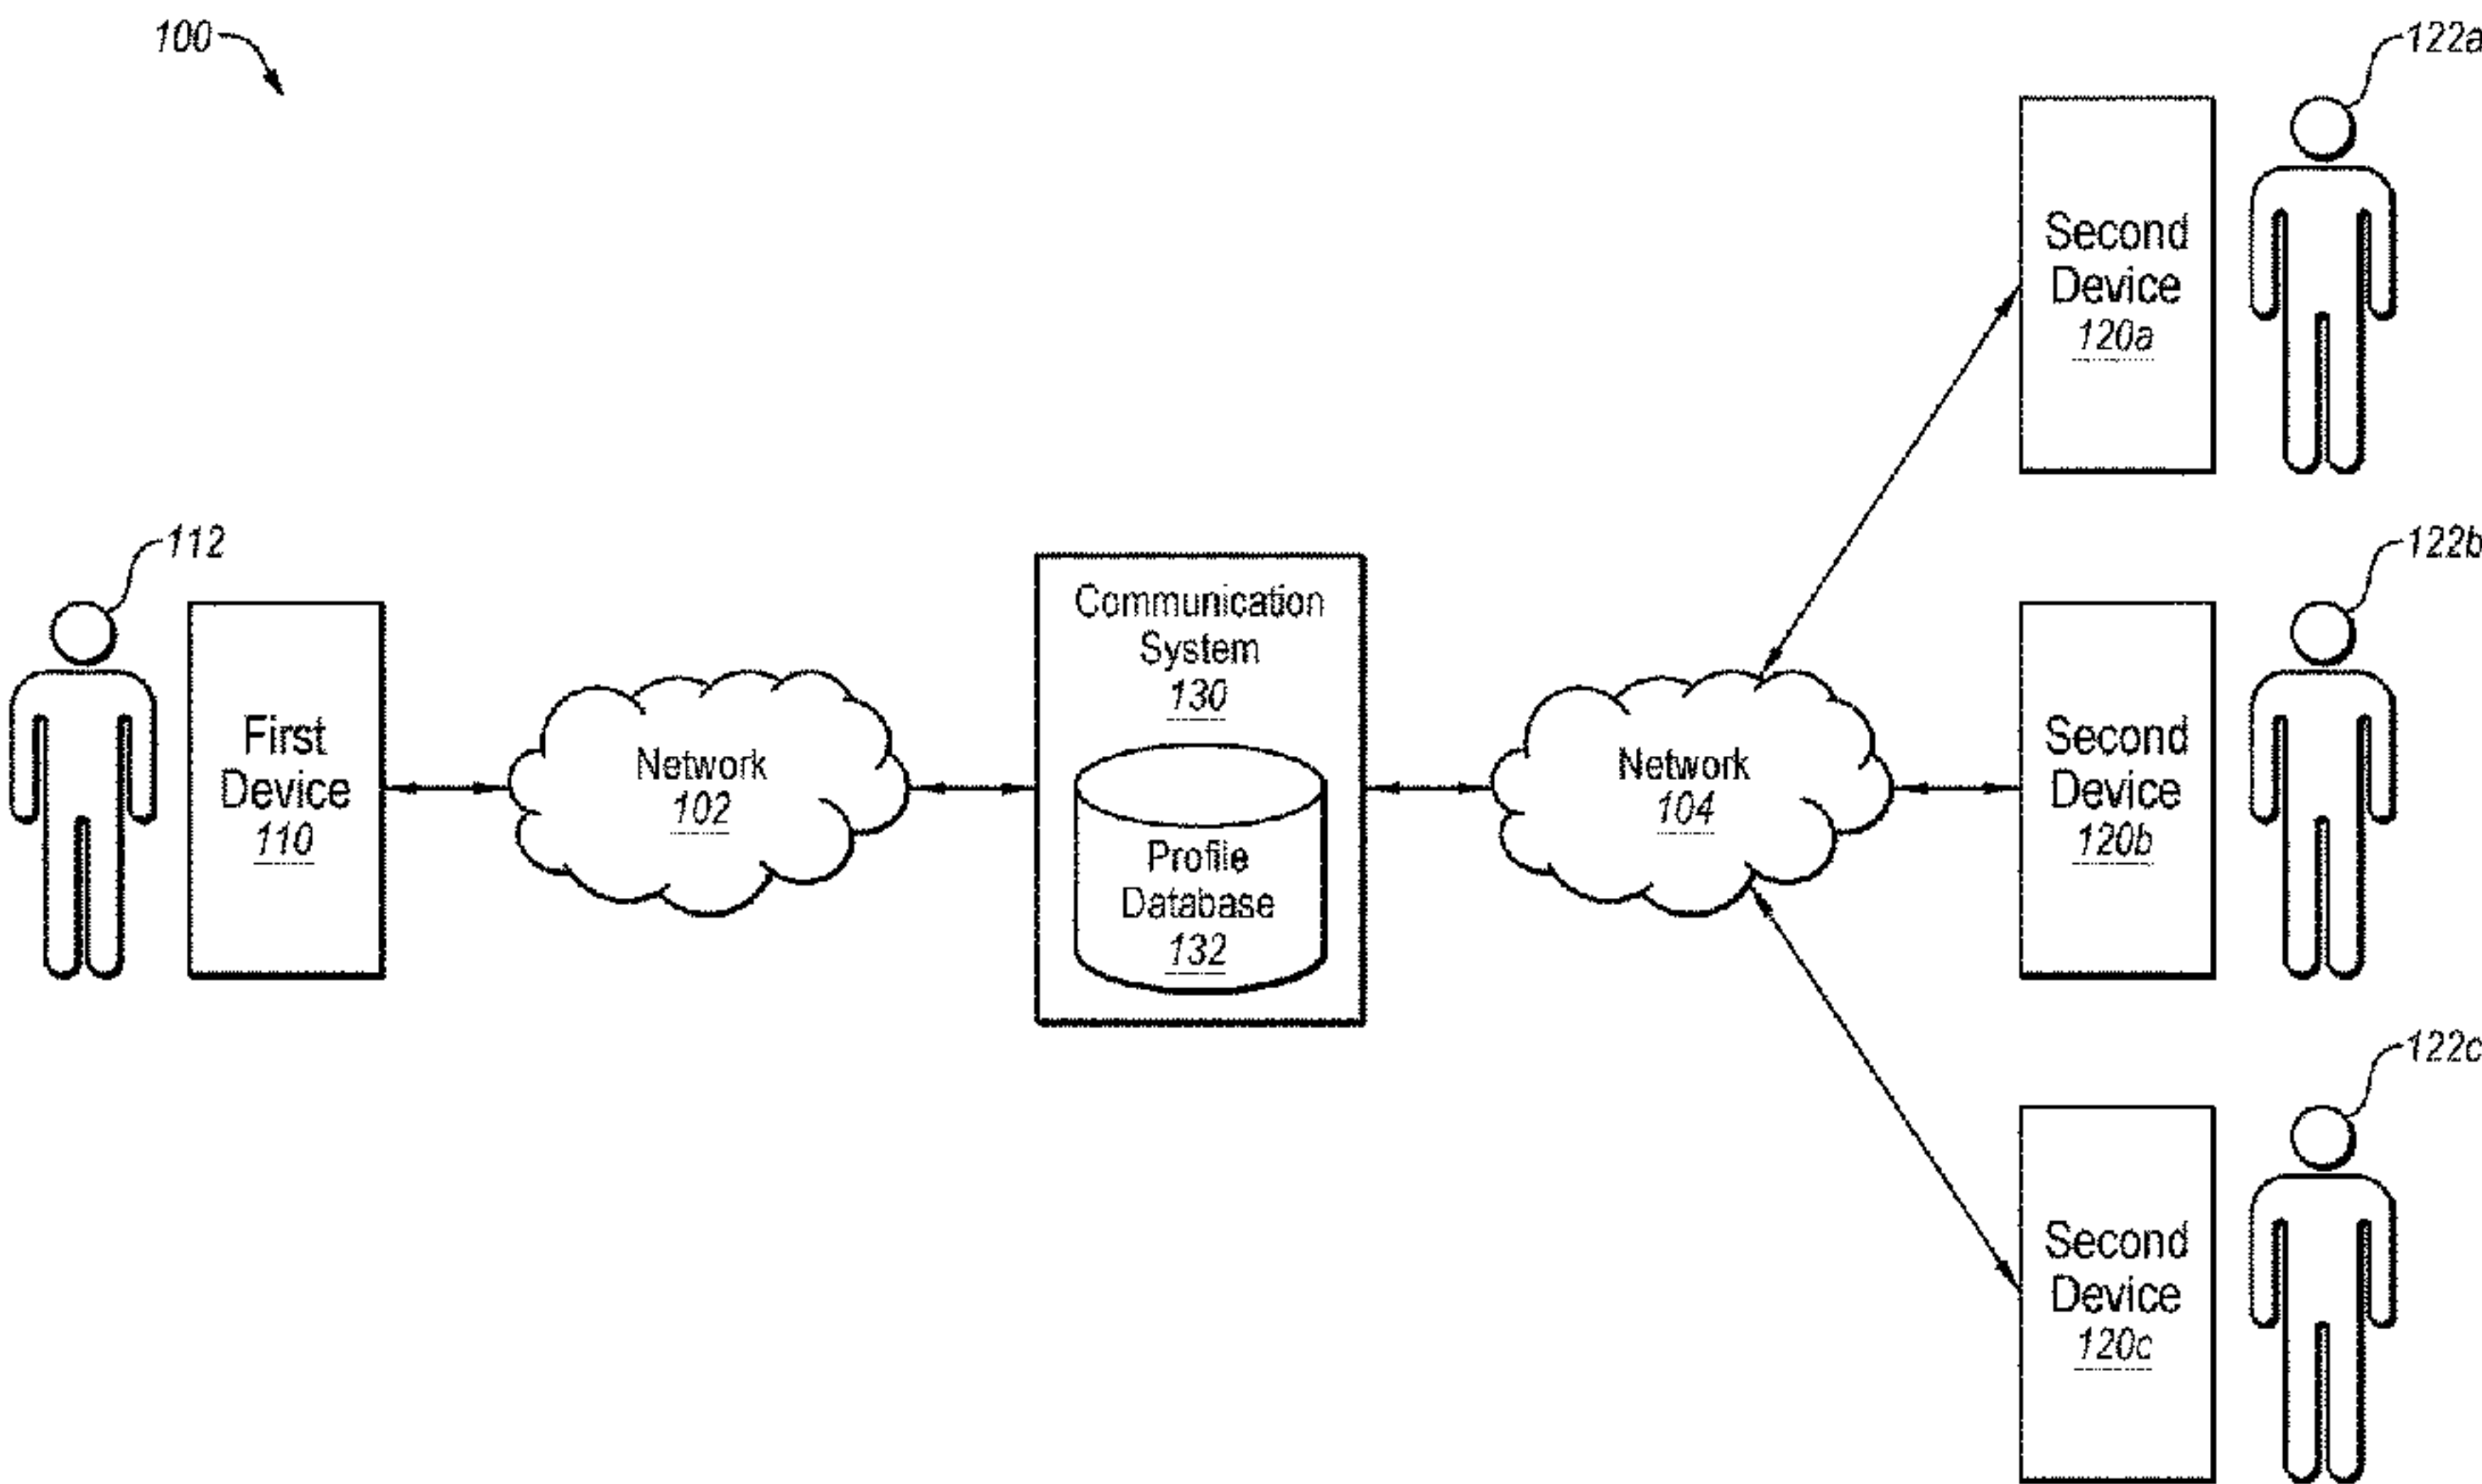 100
122a
Second
Device
120a
112
122b
First
Device
110
Network
102
Communication
System
130
Profile
Database
132
Network
104
Second
Device
120b
122c
Second
Device
120c